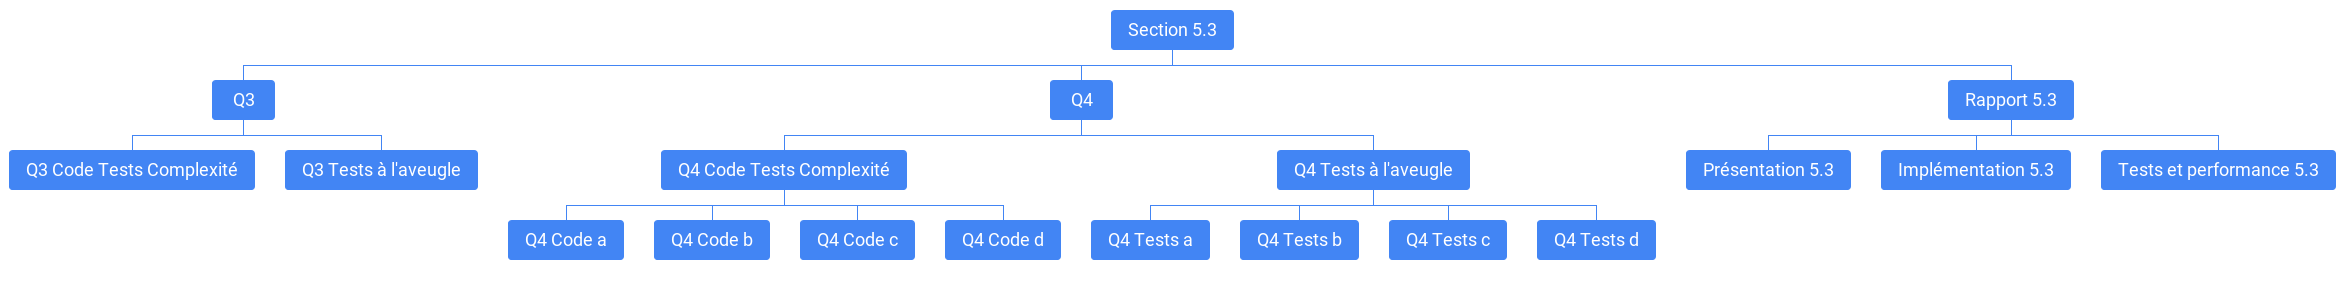 Section 5.3
Q3
Q4
Rapport 5.3
Q3 Code Tests Complexité
Q3 Tests à l'aveugle
Q4 Code Tests Complexité
Q4 Tests à l'aveugle
Présentation 5.3
Implémentation 5.3
Tests et performance 5.3
Q4 Code a
Q4 Code b
Q4 Code c
Q4 Code d
Q4 Tests a
Q4 Tests b
Q4 Tests c
Q4 Tests d